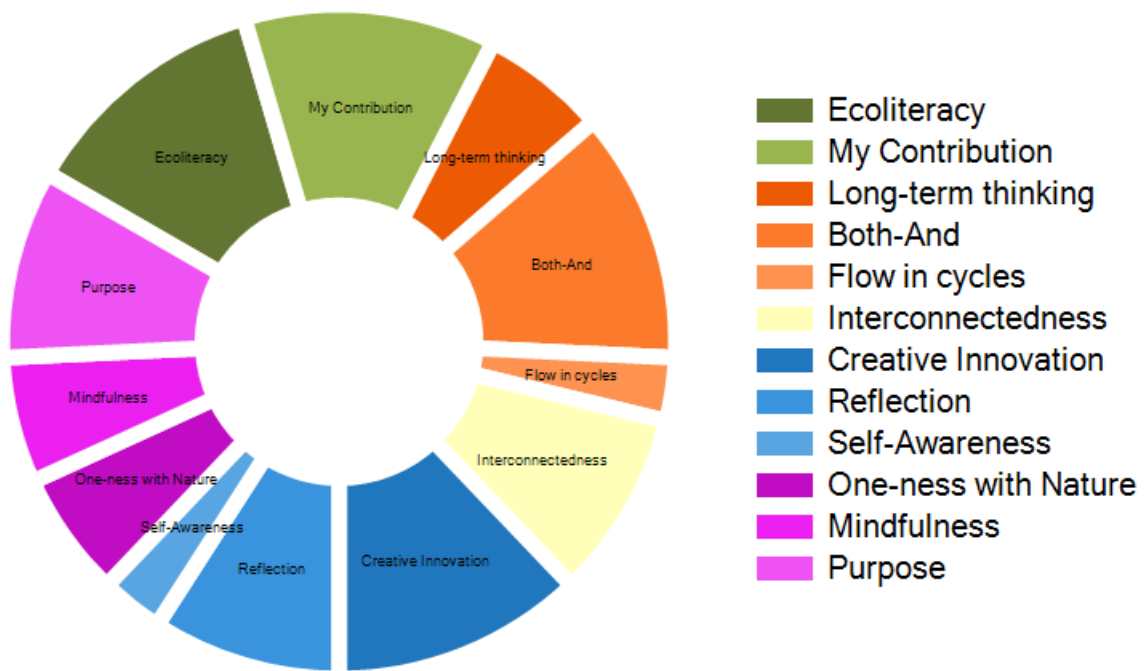 My Contribution
Long-term thinking
Ecoliteracy
Both-And
Purpose
Flow in cycles
Mindfulness
Interconnectedness
One-ness with Nature
Self-Awareness
Creative Innovation
Reflection
Ecoliteracy
My Contribution
Long-term thinking
Both-And
Flow in cycles
Interconnectedness
Creative Innovation
Reflection
Self-Awareness
One-ness with Nature
Mindfulness
Purpose